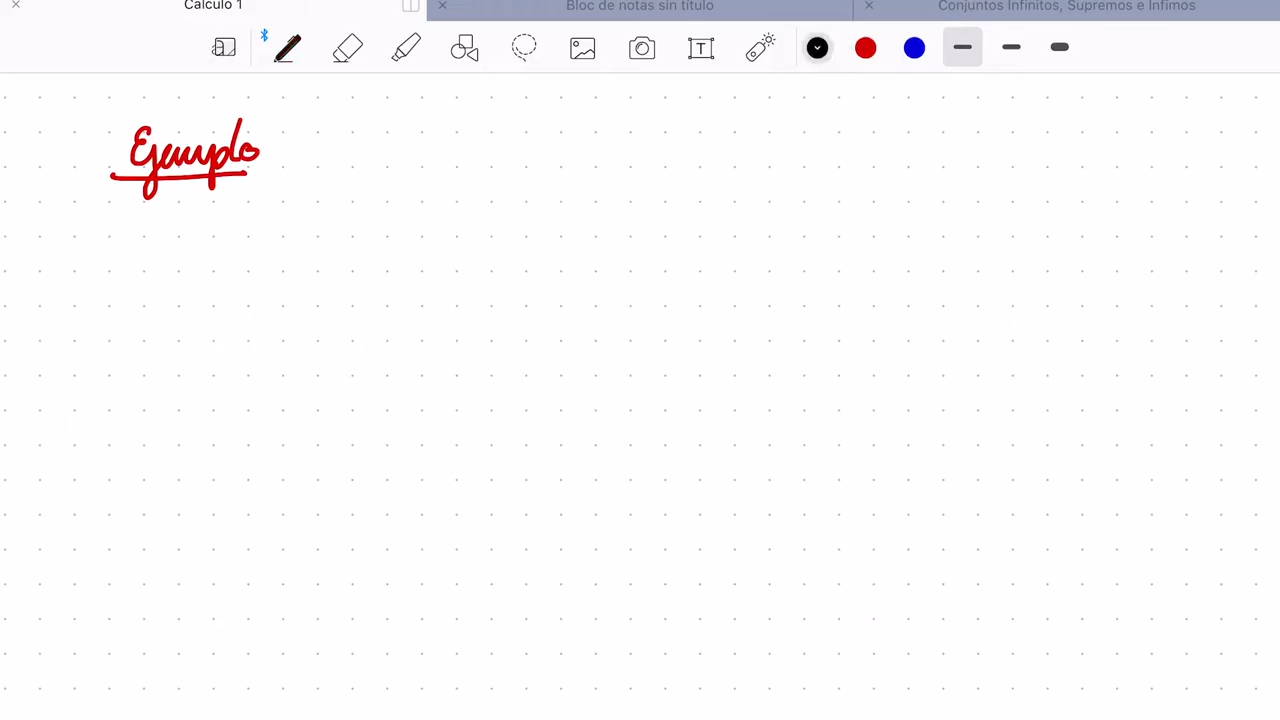 Calculo 1
Bloc de notas sin título
Conjuntos Infinitos, Supremos e Infimos
Ejemplo